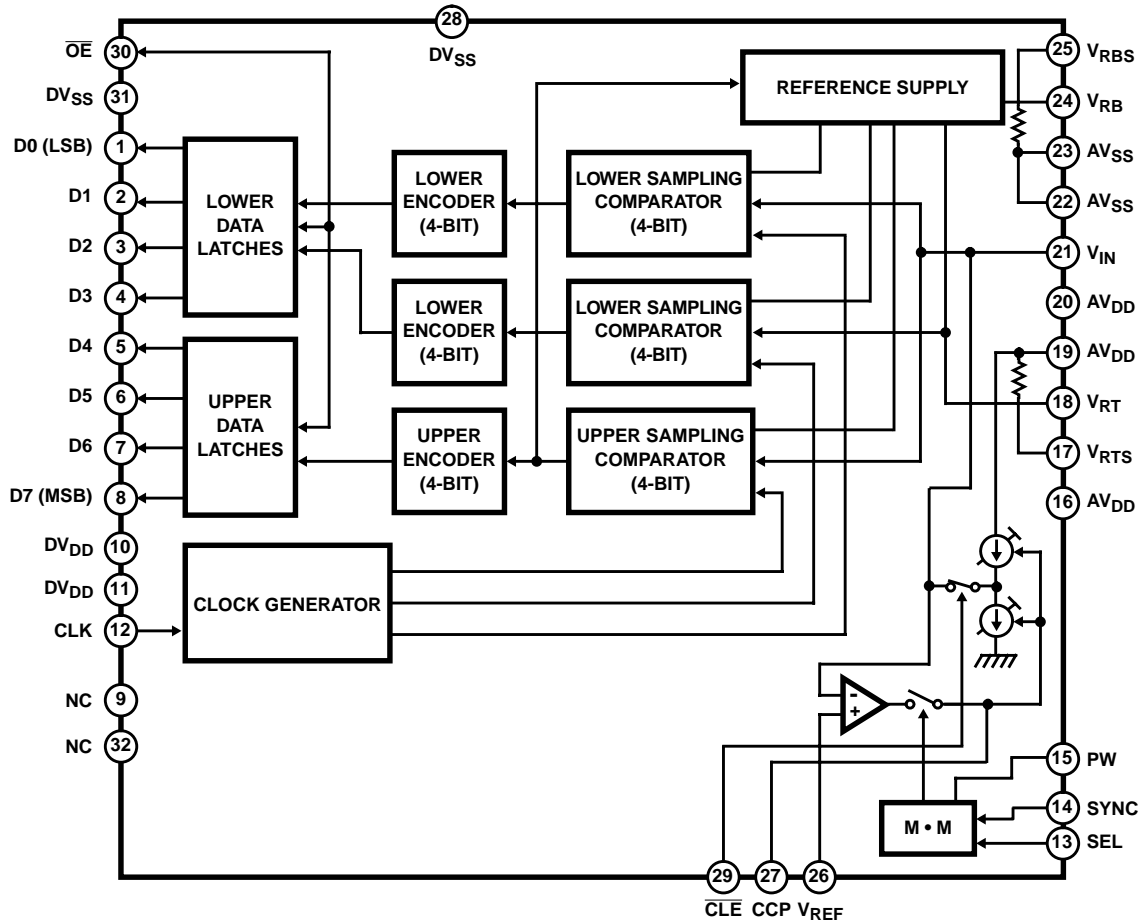 28
DVSS
OE
30
DVSS
31
D0 (LSB)
1
D1
2
D2
3
D3
4
D4
5
D5
6
D6
7
D7 (MSB)
8
DVDD
10
DVDD
11
CLK
12
NC
9
NC
32
LOWER
DATA
LATCHES
UPPER
DATA
LATCHES
CLOCK GENERATOR
LOWER
ENCODER
(4-BIT)
LOWER
ENCODER
(4-BIT)
UPPER
ENCODER
(4-BIT)
LOWER SAMPLING
COMPARATOR
(4-BIT)
LOWER SAMPLING
COMPARATOR
(4-BIT)
UPPER SAMPLING
COMPARATOR
(4-BIT)
REFERENCE SUPPLY
25
VRBS
24
VRB
23
AVSS
22
AVSS
21
VIN
20
AVDD
19
AVDD
18
VRT
17
VRTS
16
AVDD
-
+
15
PW
14
SYNC
13
SEL
M • M
29
CLE
27
CCP
26
VREF